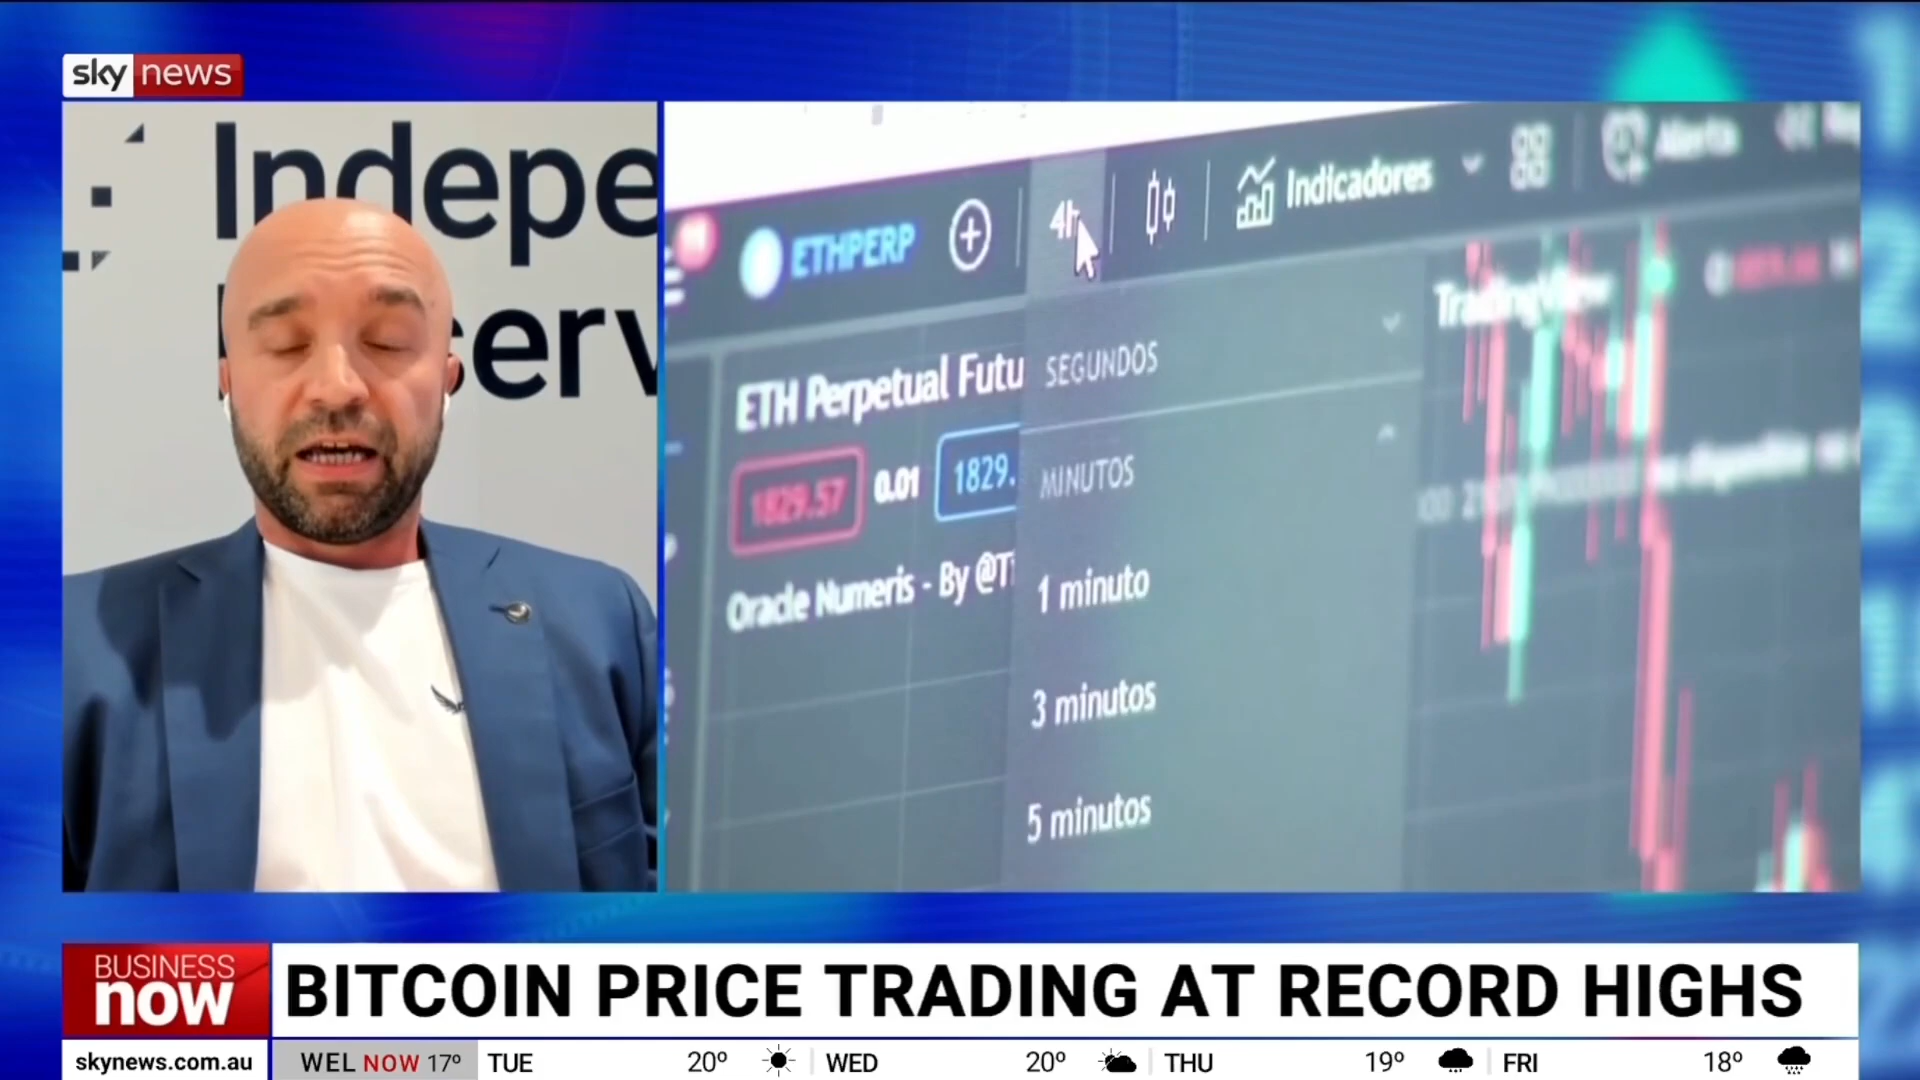 sky news
Indepe
serv
ETHPERP
4h
Indicadores
Alerta
ETH Perpetual Futu
SEGUNDOS
TradingView
1829.57
0.01
1829.
MINUTOS
Oracle Numeris - By @T
1 minuto
3 minutos
5 minutos
BUSINESS
now
BITCOIN PRICE TRADING AT RECORD HIGHS
skynews.com.au
WEL NOW 17° TUE 20° WED 20° THU 19° FRI 18°